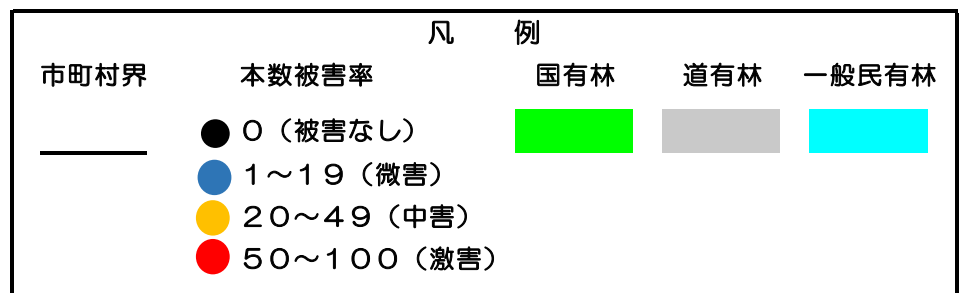 凡　例
市町村界　本数被害率　国有林　道有林　一般民有林
０（被害なし）
１～１９（微害）
２０～４９（中害）
５０～１００（激害）